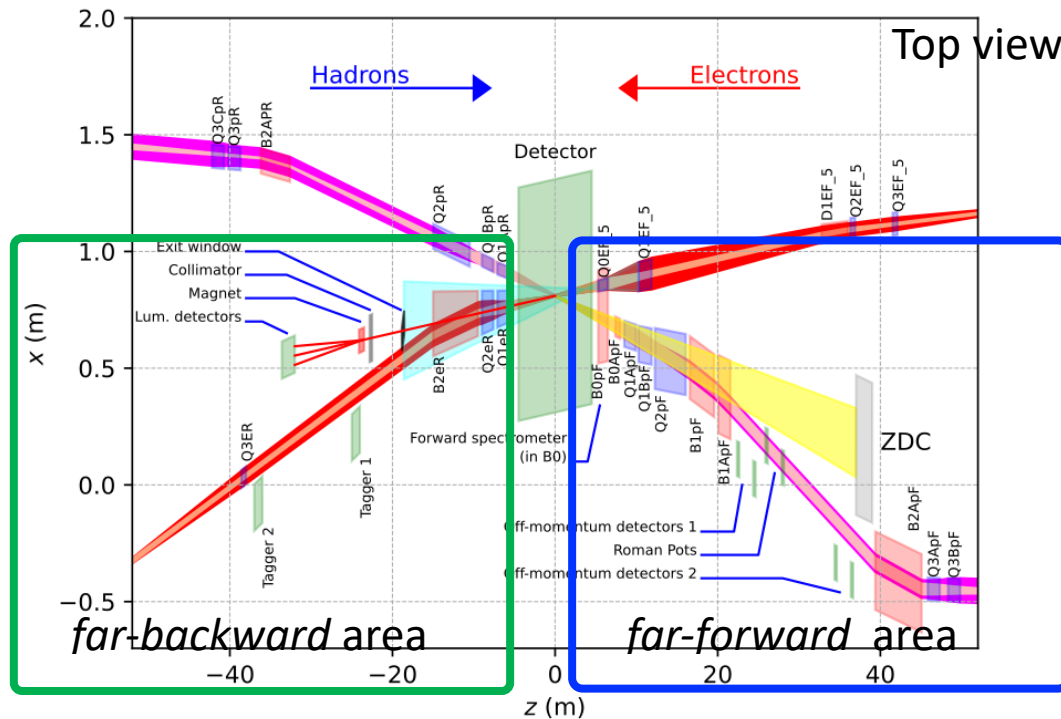 Top view
Hadrons
Electrons
2.0
1.5
1.0
0.5
0.0
−0.5
x (m)
Q3CpR
Q3pR
B2APR
Q2pR
Q1BpR
Q1ApR
Detector
Q0EF_5
Q1EF_5
D1EF_5
Q2EF_5
Q3EF_5
Exit window
Collimator
Magnet
Lum. detectors
B2eR
Q2eR
Q1eR
Q3ER
Tagger 1
Tagger 2
Forward spectrometer
(in B0)
B0pF
B0ApF
Q1ApF
Q1BpF
Q2pF
B1pF
B1ApF
ZDC
Off-momentum detectors 1
Roman Pots
Off-momentum detectors 2
B2ApF
Q3ApF
Q3BpF
far-backward area
far-forward area
−40
−20
0
20
40
z (m)